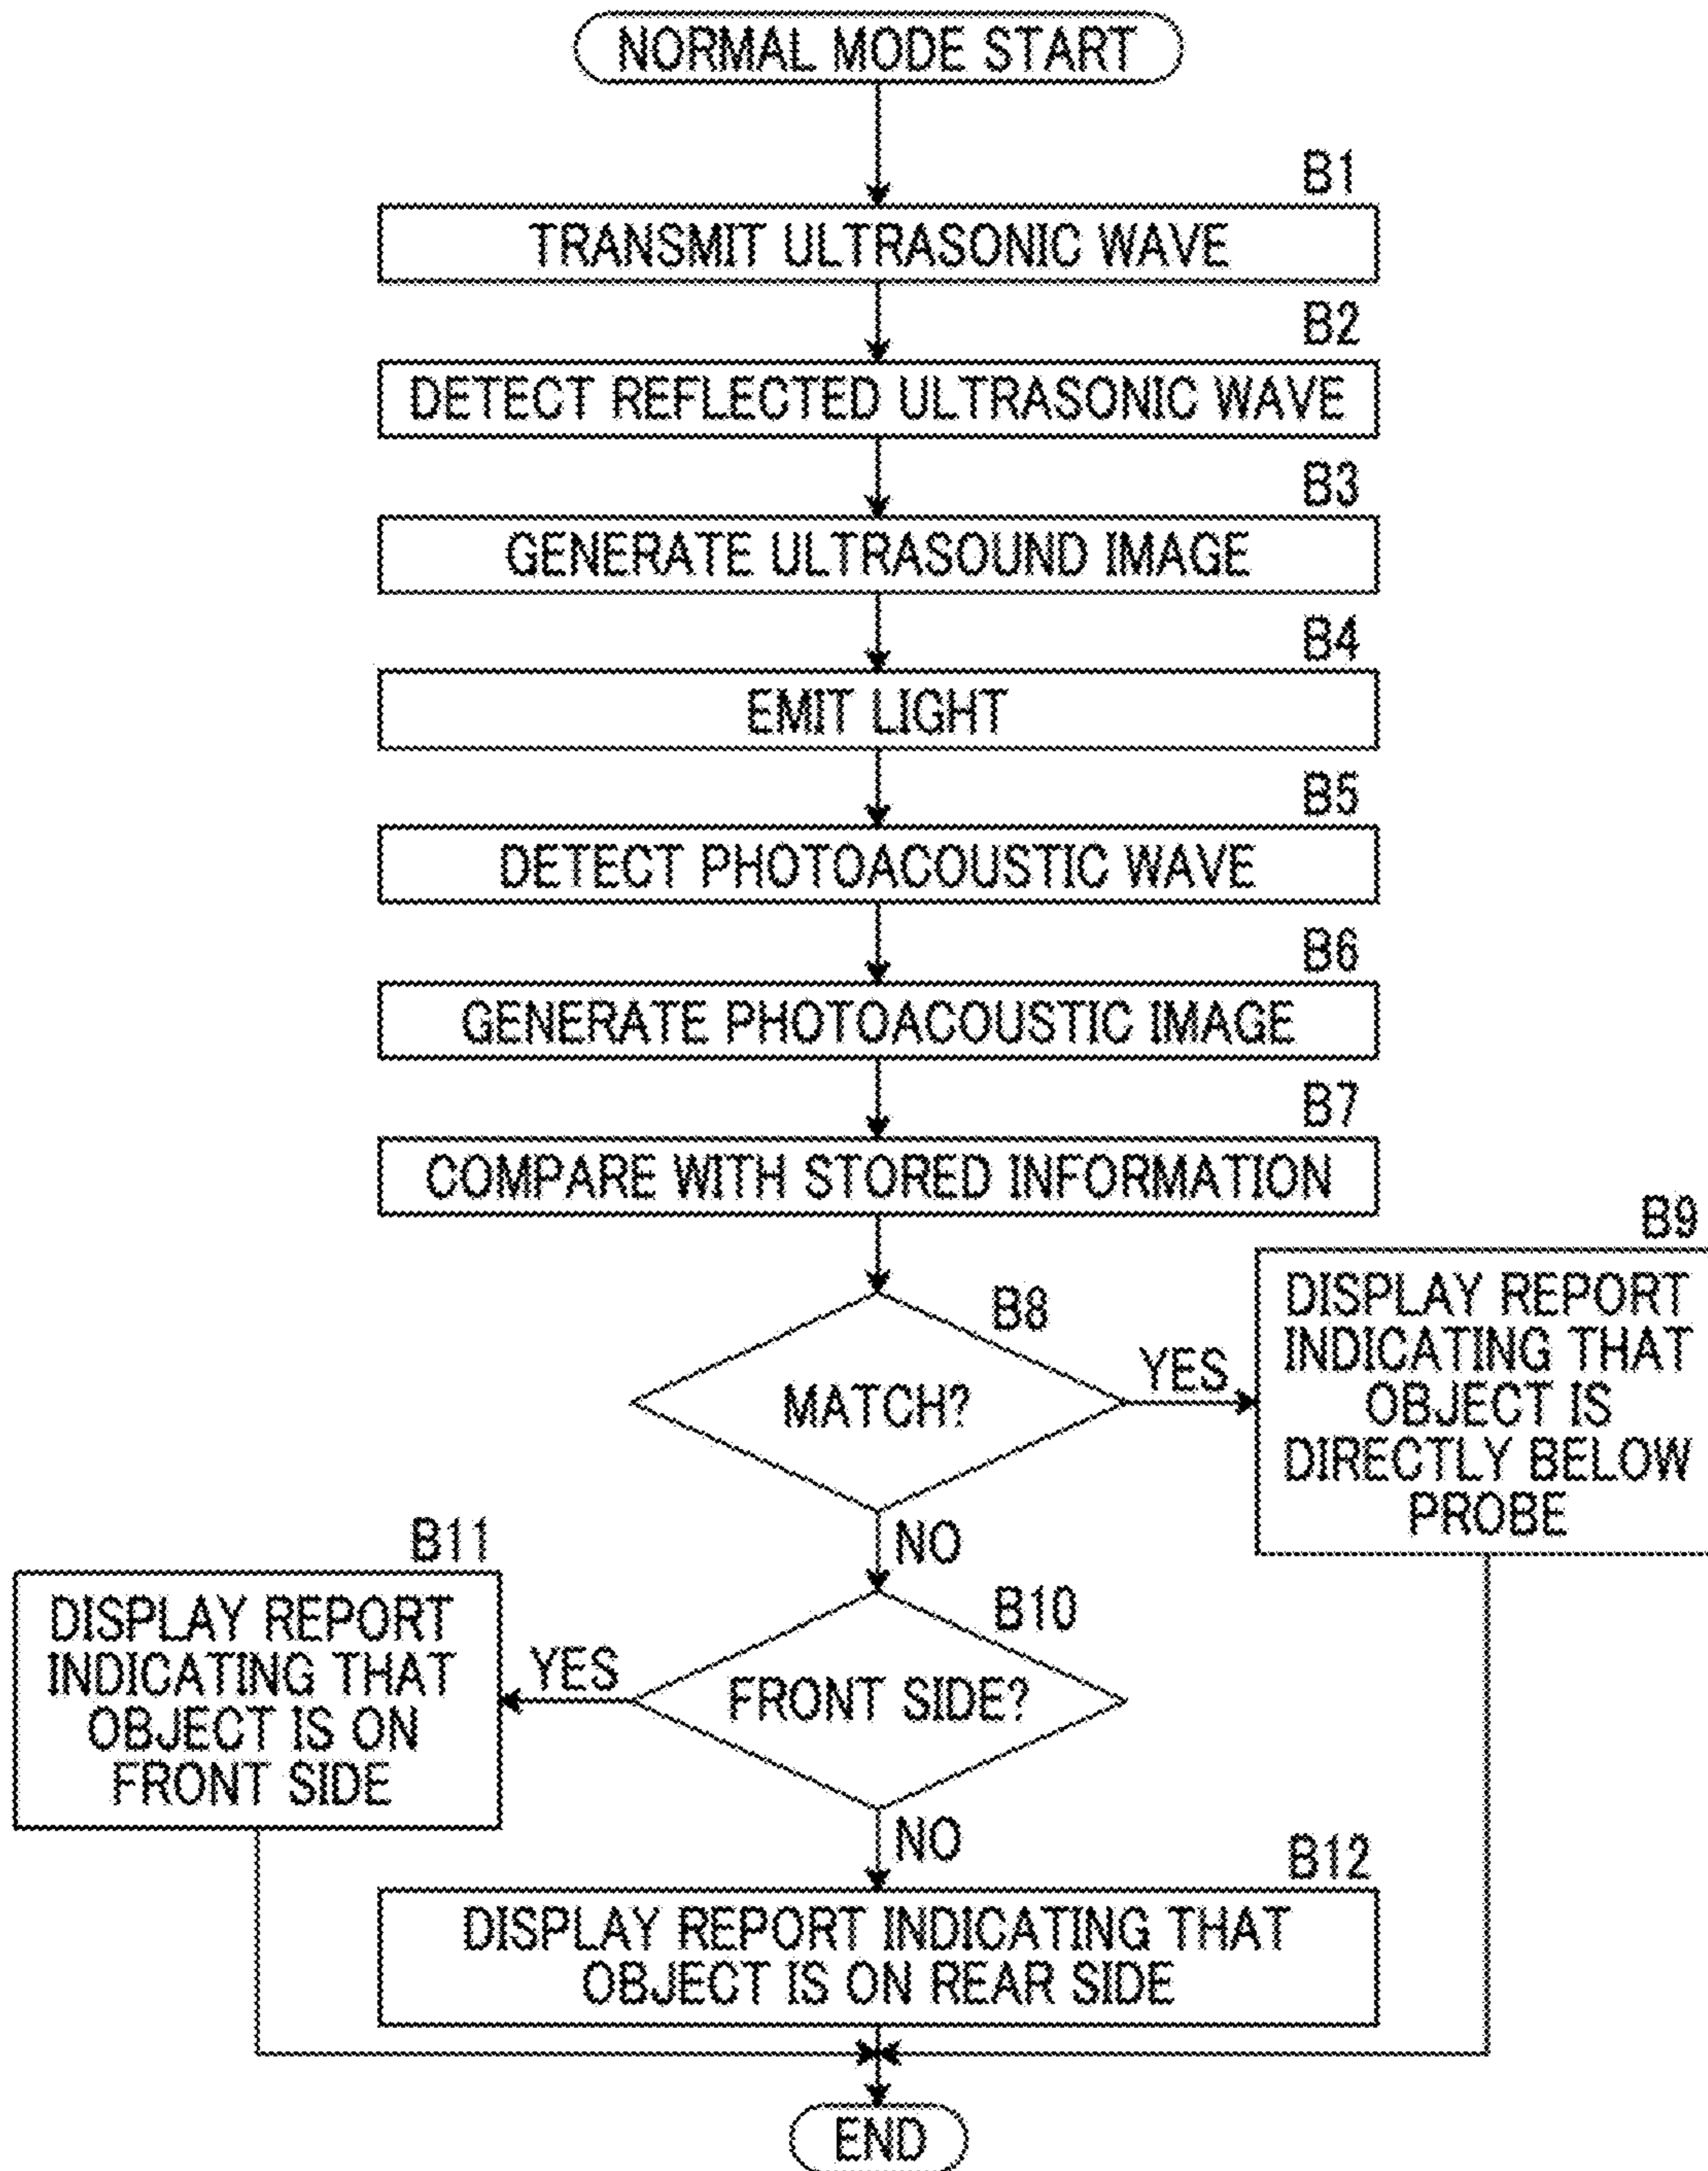 NORMAL MODE START
B1
TRANSMIT ULTRASONIC WAVE
B2
DETECT REFLECTED ULTRASONIC WAVE
B3
GENERATE ULTRASOUND IMAGE
B4
EMIT LIGHT
B5
DETECT PHOTOACOUSTIC WAVE
B6
GENERATE PHOTOACOUSTIC IMAGE
B7
COMPARE WITH STORED INFORMATION
B8
MATCH?
YES
B9
DISPLAY REPORT
INDICATING THAT
OBJECT IS
DIRECTLY BELOW
PROBE
NO
B10
FRONT SIDE?
YES
B11
DISPLAY REPORT
INDICATING THAT
OBJECT IS ON
FRONT SIDE
NO
B12
DISPLAY REPORT INDICATING THAT
OBJECT IS ON REAR SIDE
END